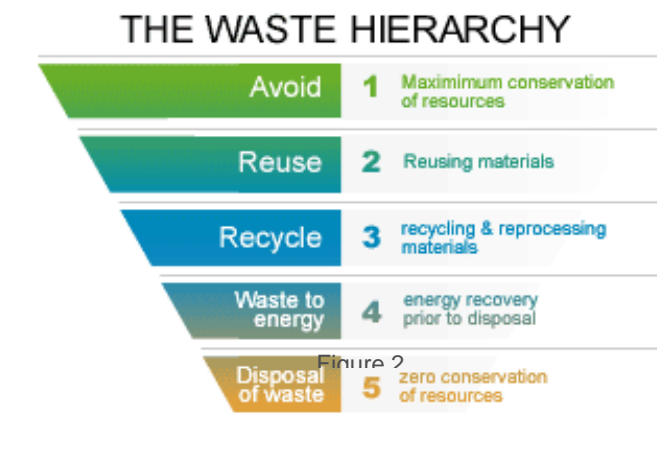 THE WASTE HIERARCHY
Avoid
1
Maximimum conservation
of resources
Reuse
2
Reusing materials
Recycle
3
recycling & reprocessing
materials
Waste to
energy
4
energy recovery
prior to disposal
Figure 2
Disposal
of waste
5
zero conservation
of resources